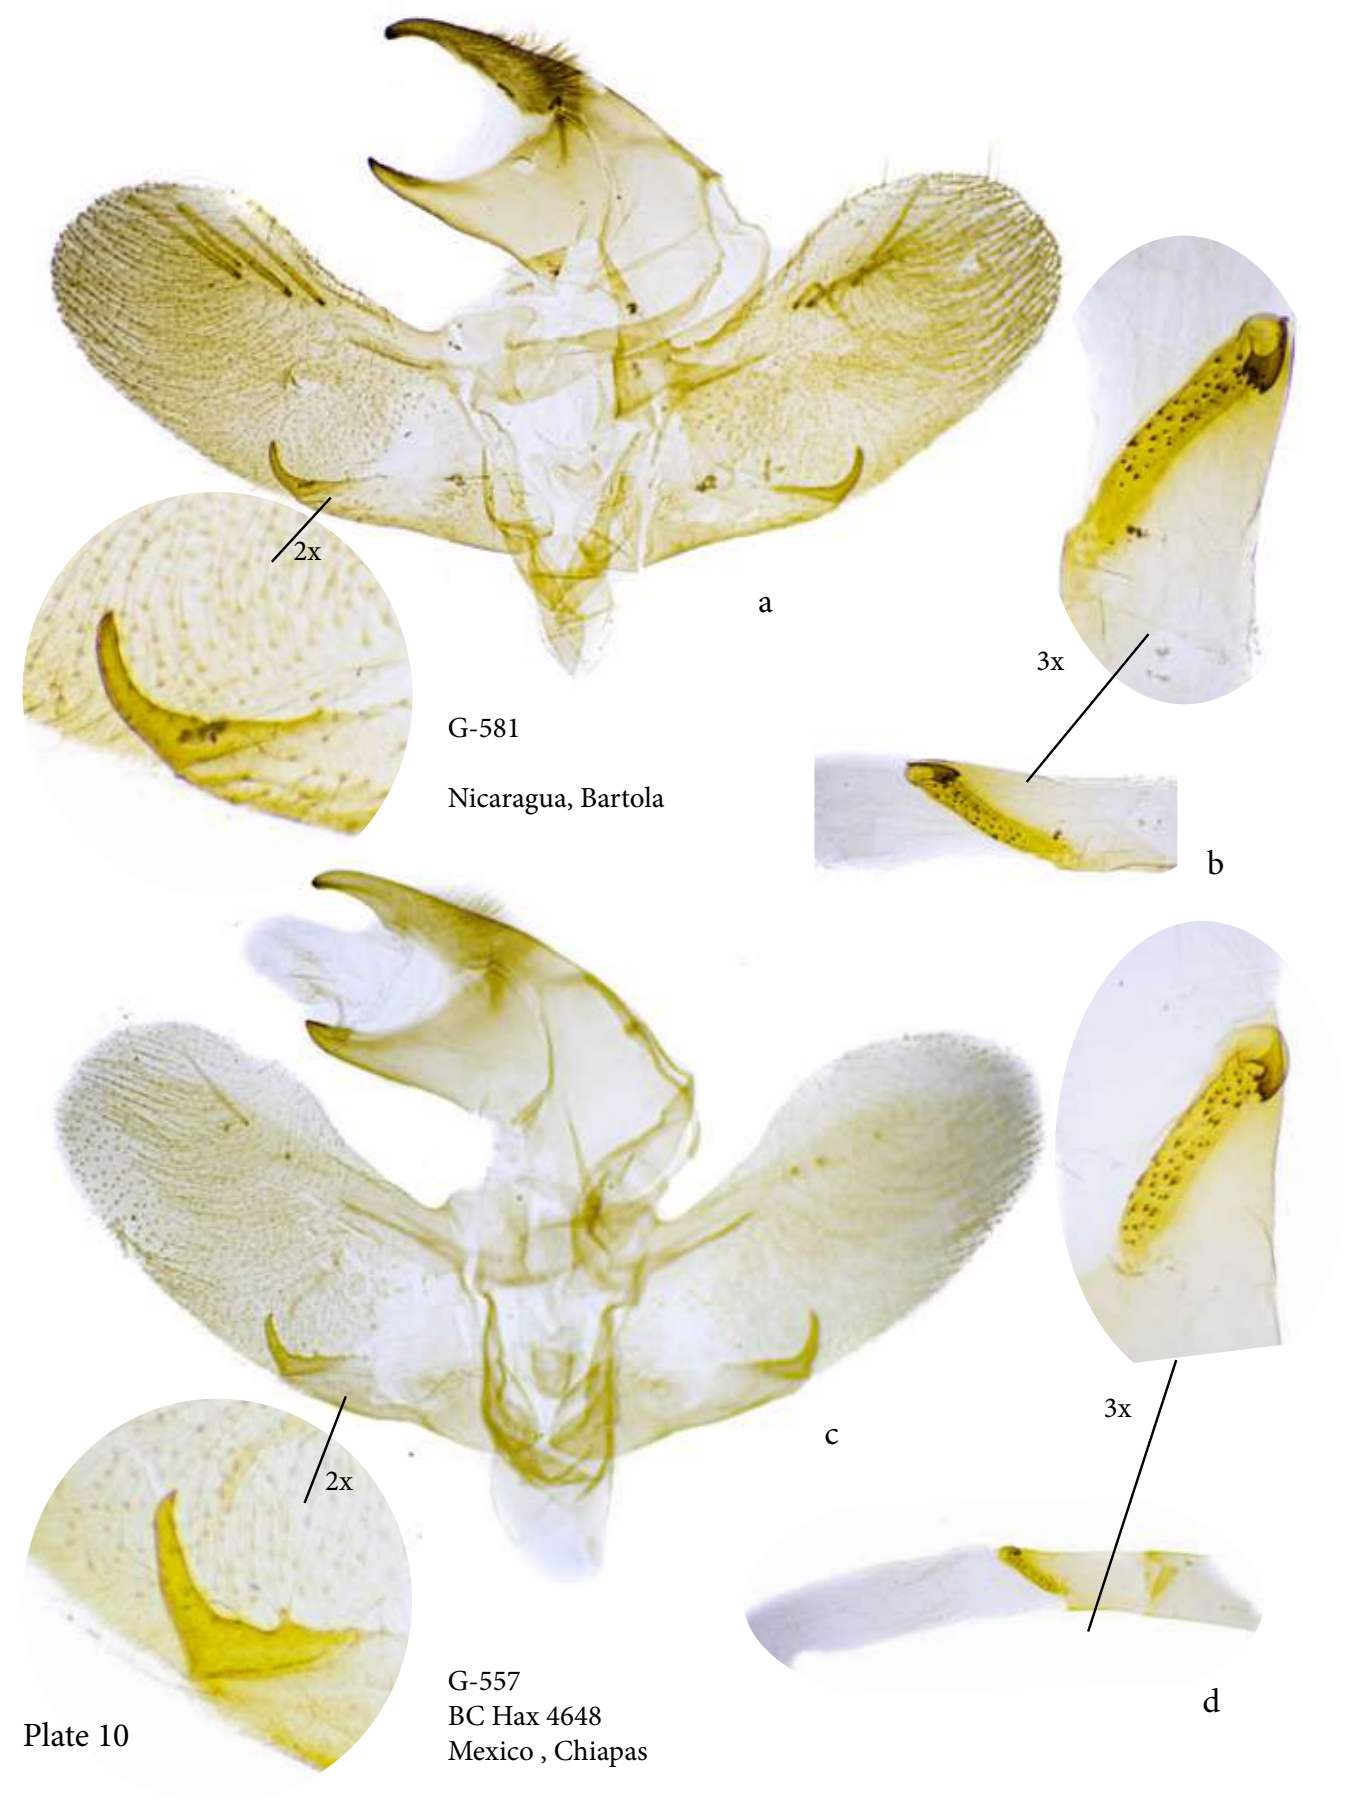 2x
a
3x
G-581
Nicaragua, Bartola
b
3x
c
2x
G-557
BC Hax 4648
Mexico , Chiapas
d
Plate 10